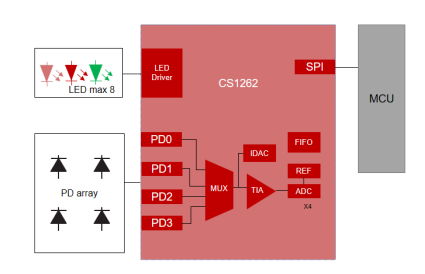 LED
Driver
CS1262
SPI
MCU
LED max 8
PD0
PD1
PD2
PD3
PD array
MUX
IDAC
TIA
FIFO
REF
ADC
X4